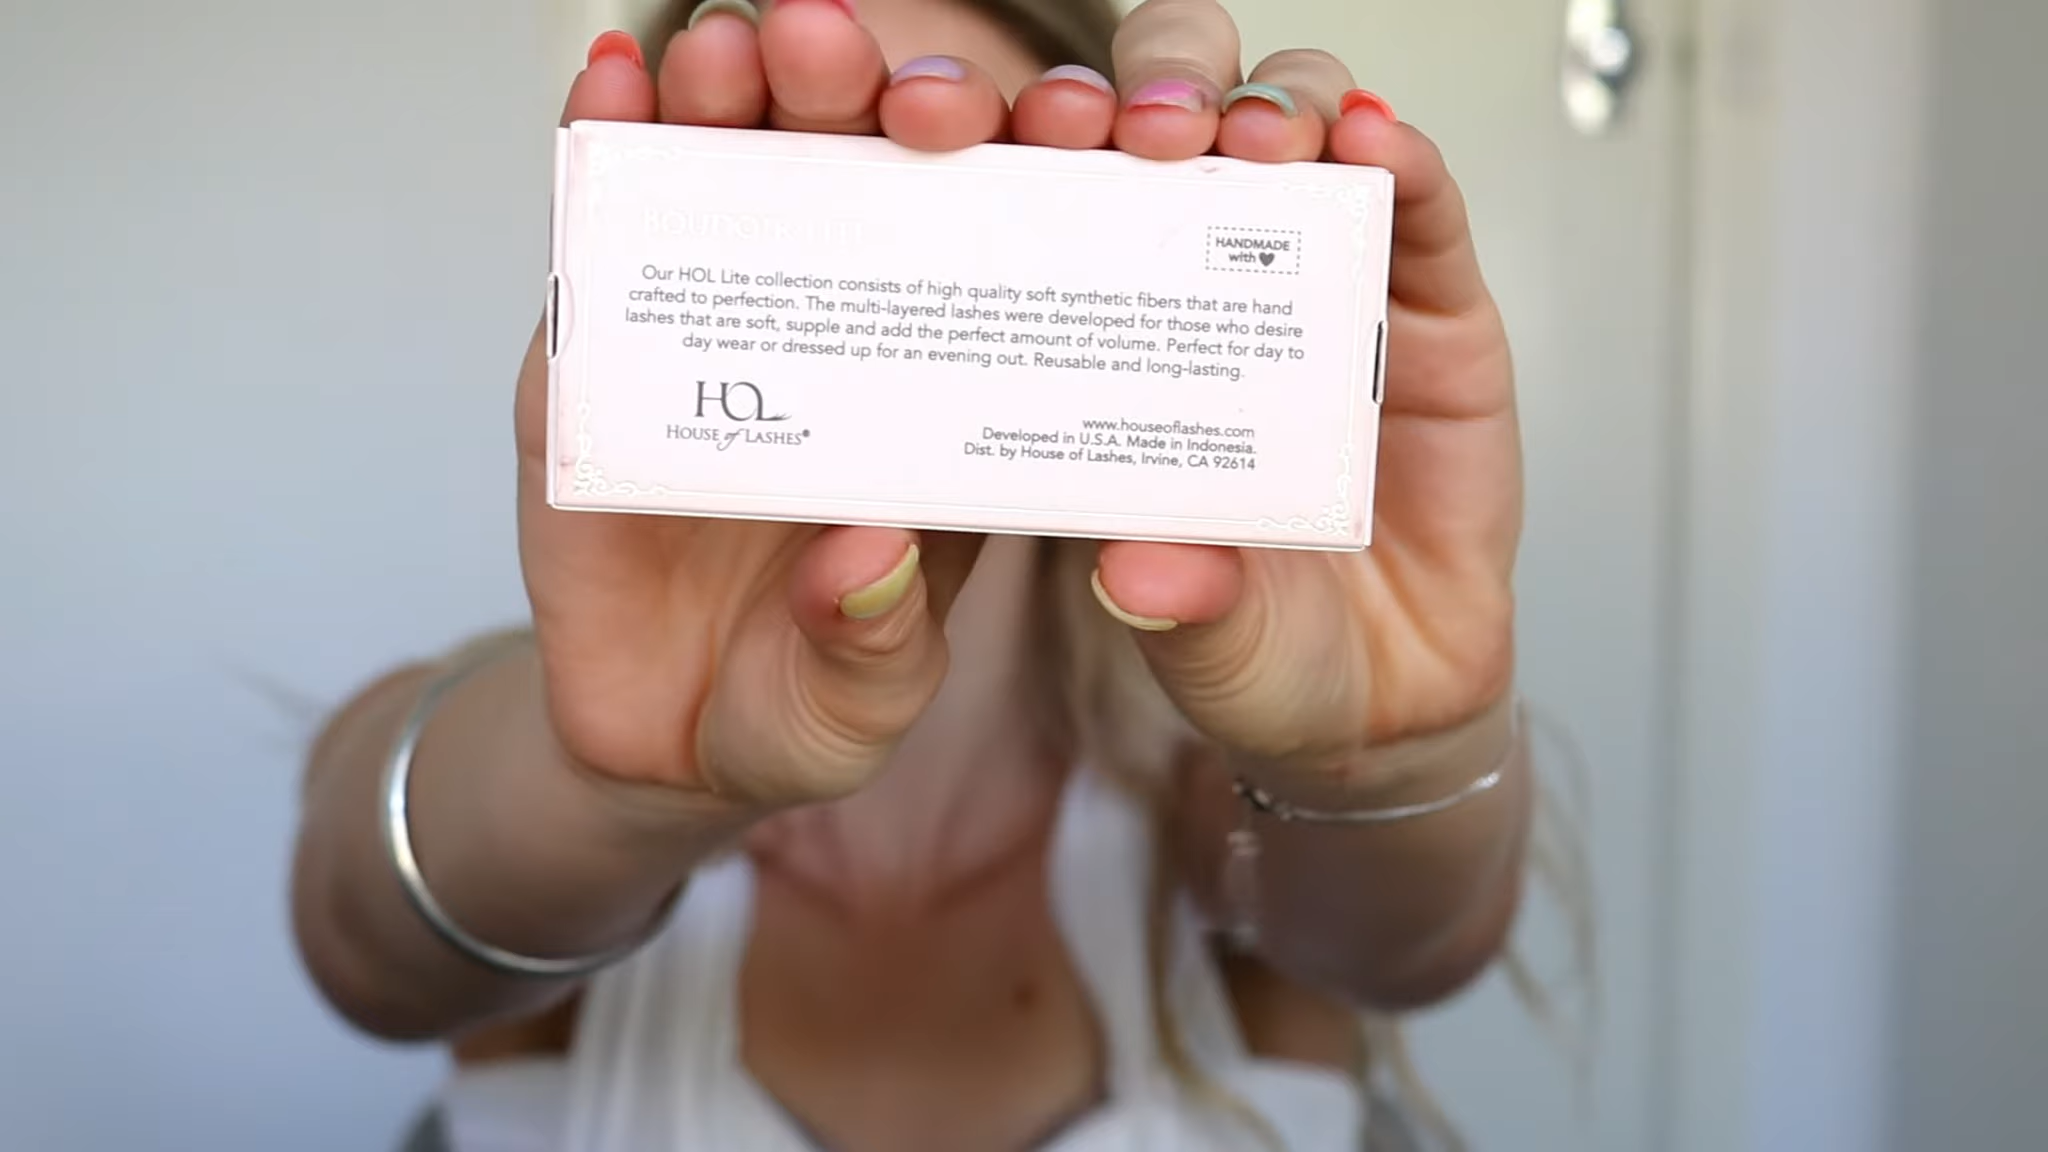 BOUDOIR LITE
HANDMADE
with
Our HOL Lite collection consists of high quality soft synthetic fibers that are hand
crafted to perfection. The multi-layered lashes were developed for those who desire
lashes that are soft, supple and add the perfect amount of volume. Perfect for day to
day wear or dressed up for an evening out. Reusable and long-lasting.
HOL
HOUSE of LASHES®
www.houseoflashes.com
Developed in U.S.A. Made in Indonesia.
Dist. by House of Lashes, Irvine, CA 92614